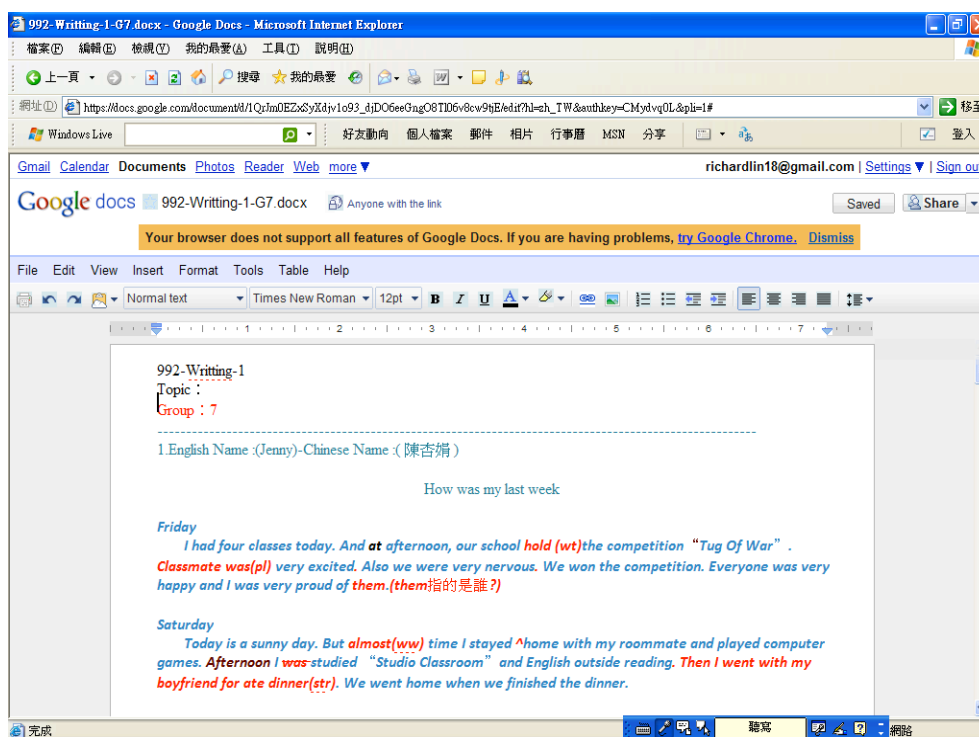 992-Writting-1-G7.docx - Google Docs - Microsoft Internet Explorer
檔案(F) 編輯(E) 檢視(V) 我的最愛(A) 工具(T) 說明(H)
上一頁 搜尋 我的最愛
網址(D) https://docs.google.com/document/d/1QrJm0EZxSyXdjv1o93_djDO6eeGngO8Tl06v8cw9tjE/edit?hl=zh_TW&authkey=CMydvq0L&pli=1# 移至
Windows Live 好友動向 個人檔案 郵件 相片 行事曆 MSN 分享 登入
Gmail Calendar Documents Photos Reader Web more ▼ richardlin18@gmail.com | Settings ▼ | Sign ou
Google docs 992-Writting-1-G7.docx Anyone with the link Saved Share
Your browser does not support all features of Google Docs. If you are having problems, try Google Chrome. Dismiss
File Edit View Insert Format Tools Table Help
Normal text Times New Roman 12pt B I U A
1 2 3 4 5 6 7
992-Writting-1
Topic：
Group：7
1.English Name :(Jenny)-Chinese Name :( 陳杏娟 )
How was my last week
Friday
I had four classes today. And at afternoon, our school hold (wt)the competition “Tug Of War”.
Classmate was(pl) very excited. Also we were very nervous. We won the competition. Everyone was very
happy and I was very proud of them.(them指的是誰?)
Saturday
Today is a sunny day. But almost(ww) time I stayed ^home with my roommate and played computer
games. Afternoon I was studied “Studio Classroom” and English outside reading. Then I went with my
boyfriend for ate dinner(str). We went home when we finished the dinner.
完成 聽寫 網路